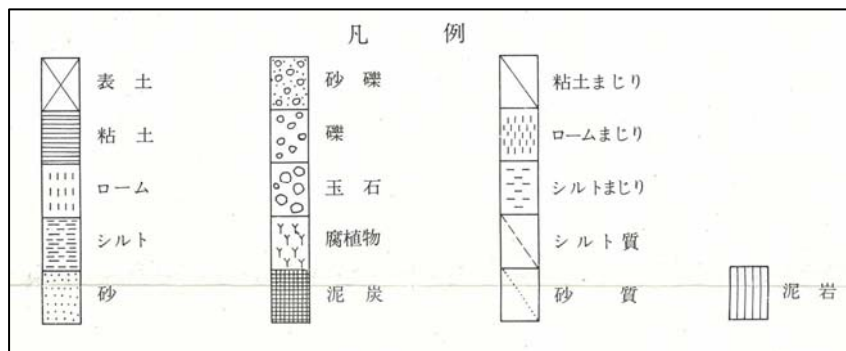 凡例
表土
粘土
ローム
シルト
砂
砂礫
礫
玉石
腐植物
泥炭
粘土まじり
ロームまじり
シルトまじり
シルト質
砂質
泥岩